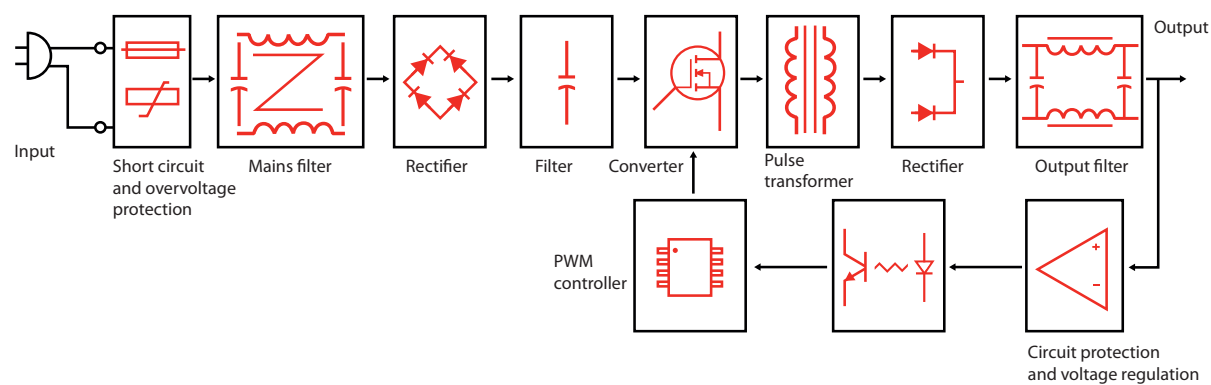 Output
Input
Short circuit
and overvoltage
protection
Mains filter
Rectifier
Filter
Converter
Pulse
transformer
Rectifier
Output filter
PWM
controller
+
−
Circuit protection
and voltage regulation